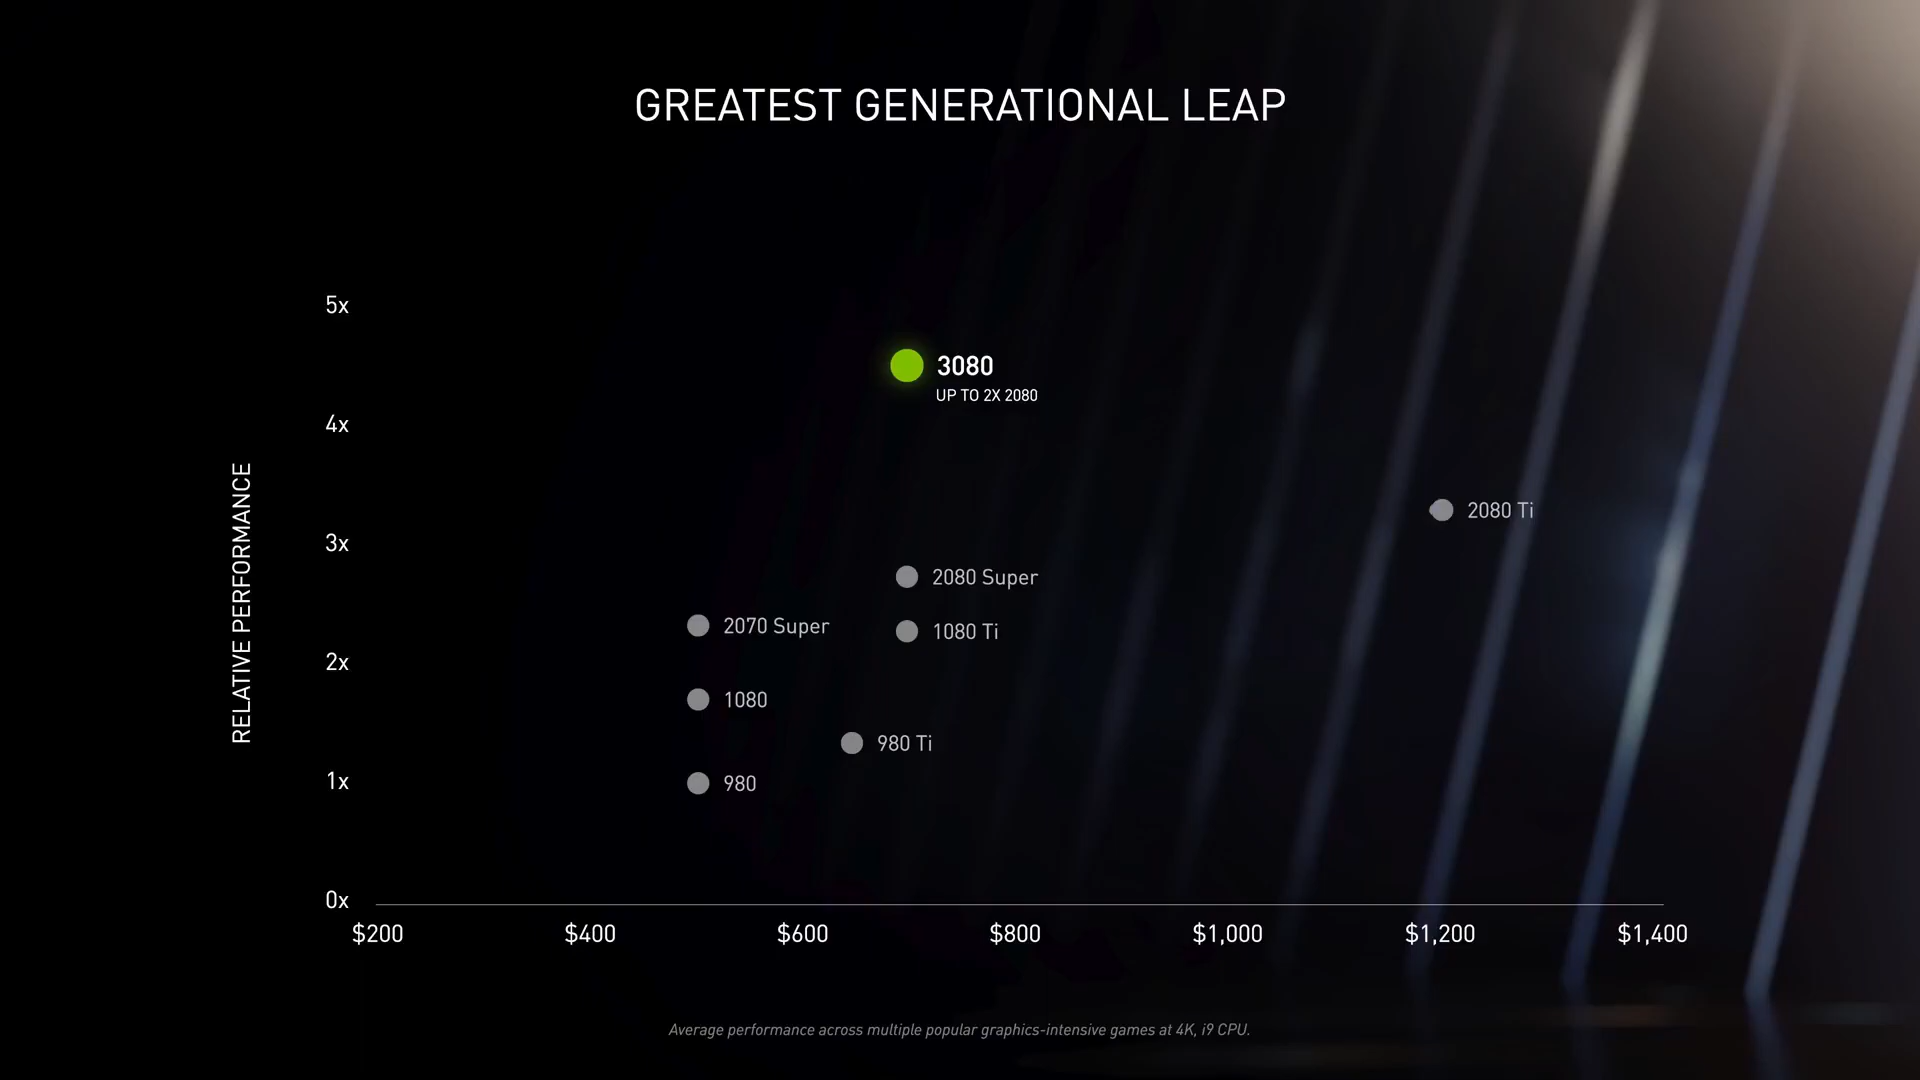 GREATEST GENERATIONAL LEAP
RELATIVE PERFORMANCE
5x
4x
3x
2x
1x
0x
3080
UP TO 2X 2080
2080 Ti
2080 Super
2070 Super
1080 Ti
1080
980 Ti
980
$200 $400 $600 $800 $1,000 $1,200 $1,400
Average performance across multiple popular graphics-intensive games at 4K, i9 CPU.